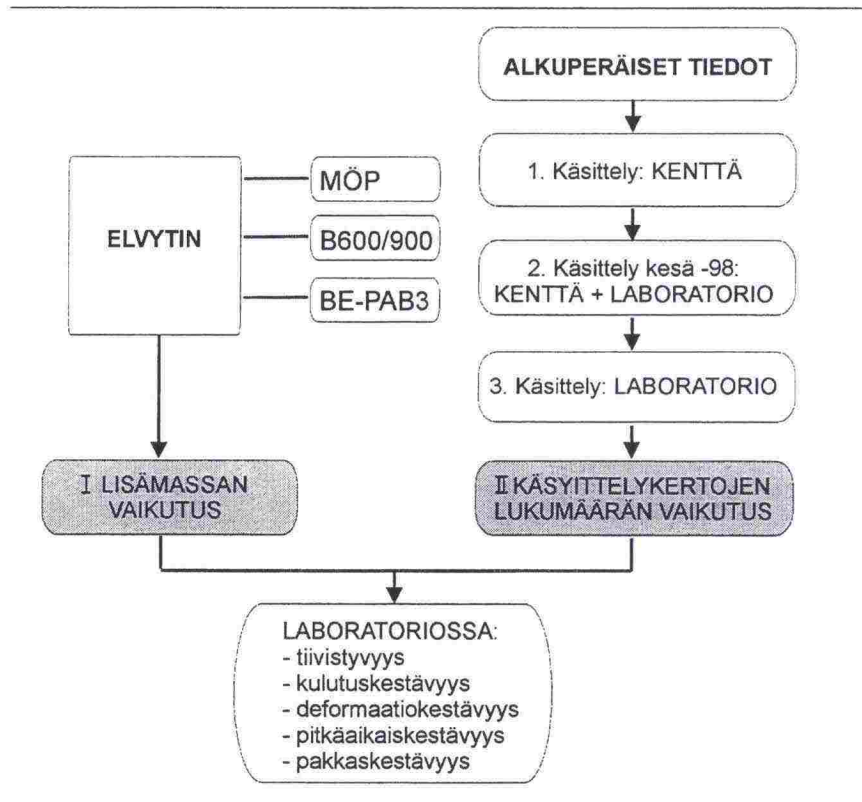 ALKUPERÄISET TIEDOT
1. Käsittely: KENTTÄ
2. Käsittely kesä -98:
KENTTÄ + LABORATORIO
3. Käsittely: LABORATORIO
II KÄSYITTELYKERTOJEN
LUKUMÄÄRÄN VAIKUTUS
ELVYTIN
MÖP
B600/900
BE-PAB3
I LISÄMASSAN
VAIKUTUS
LABORATORIOSSA:
- tiivistyvyys
- kulutuskestävyys
- deformaatiokestävyys
- pitkäaikaiskestävyys
- pakkaskestävyys